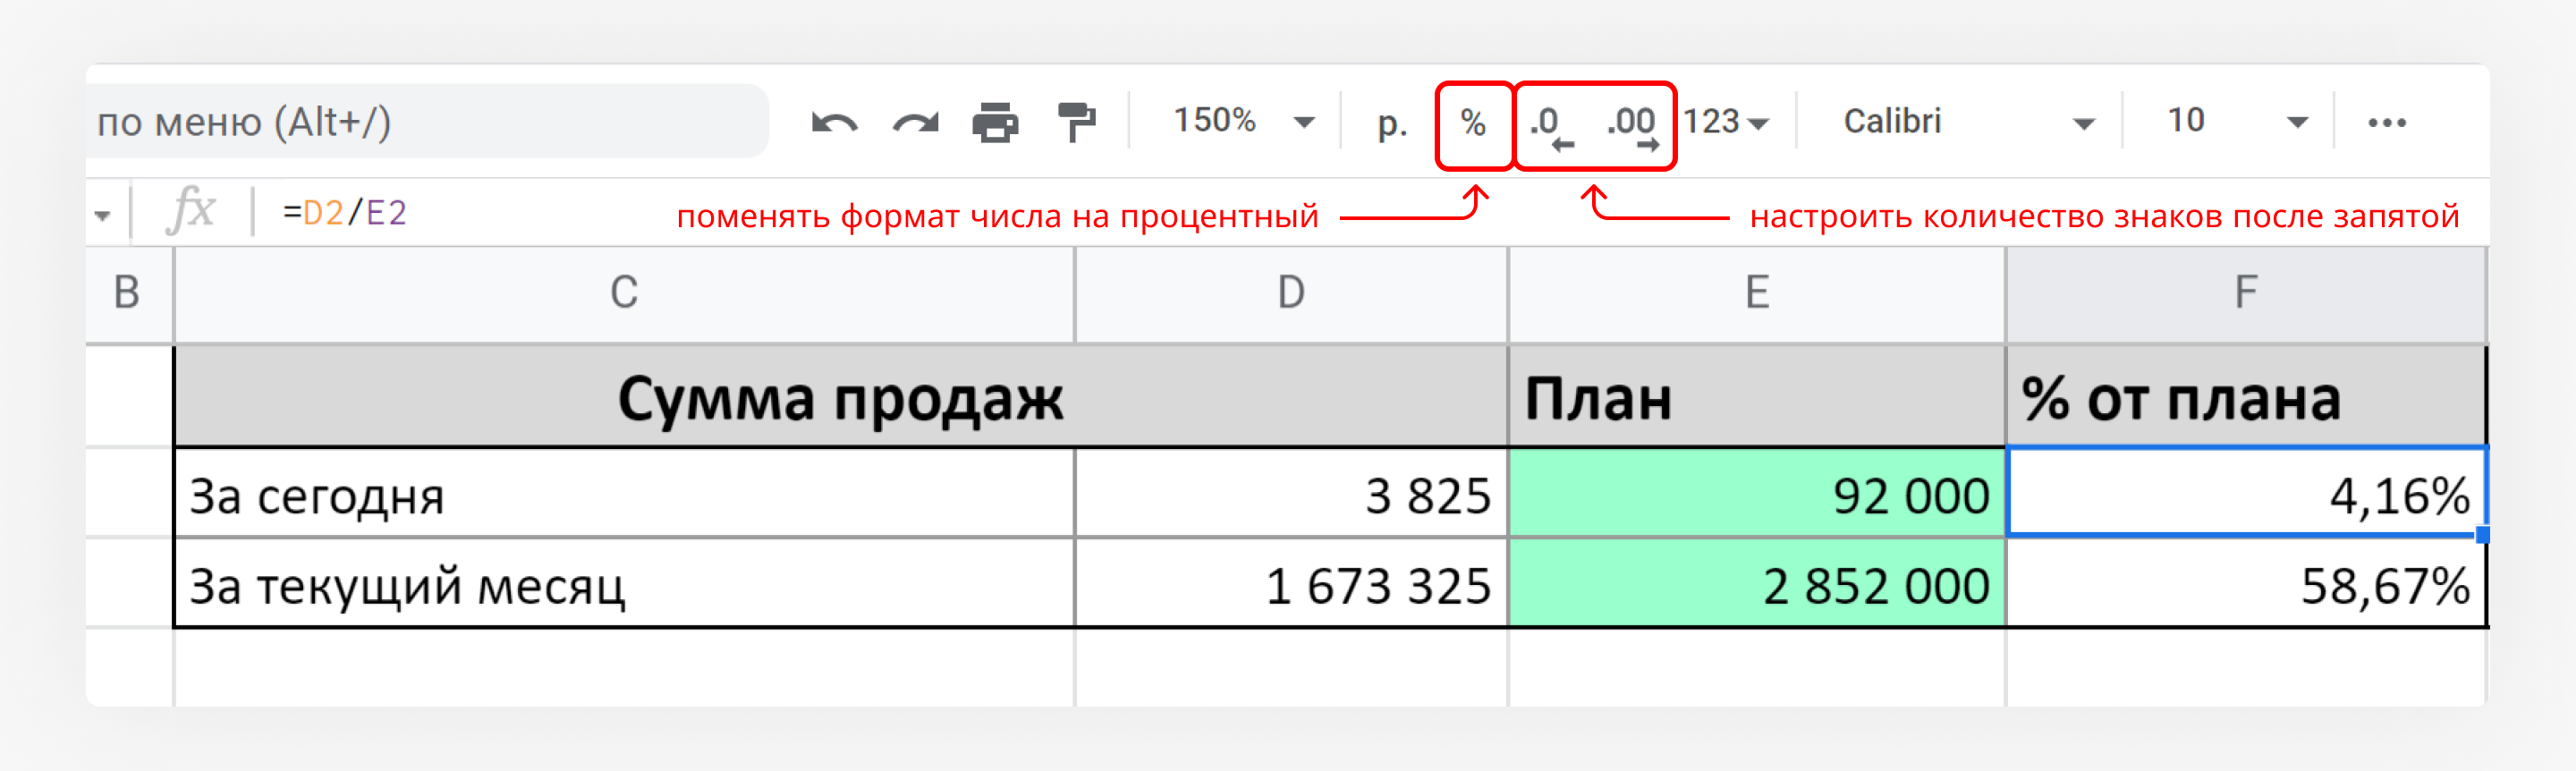 по меню (Alt+/) 150% р. % .0 .00 123 Calibri 10
fx =D2/E2 поменять формат числа на процентный настроить количество знаков после запятой
B C D E F
Сумма продаж План % от плана
За сегодня 3 825 92 000 4,16%
За текущий месяц 1 673 325 2 852 000 58,67%